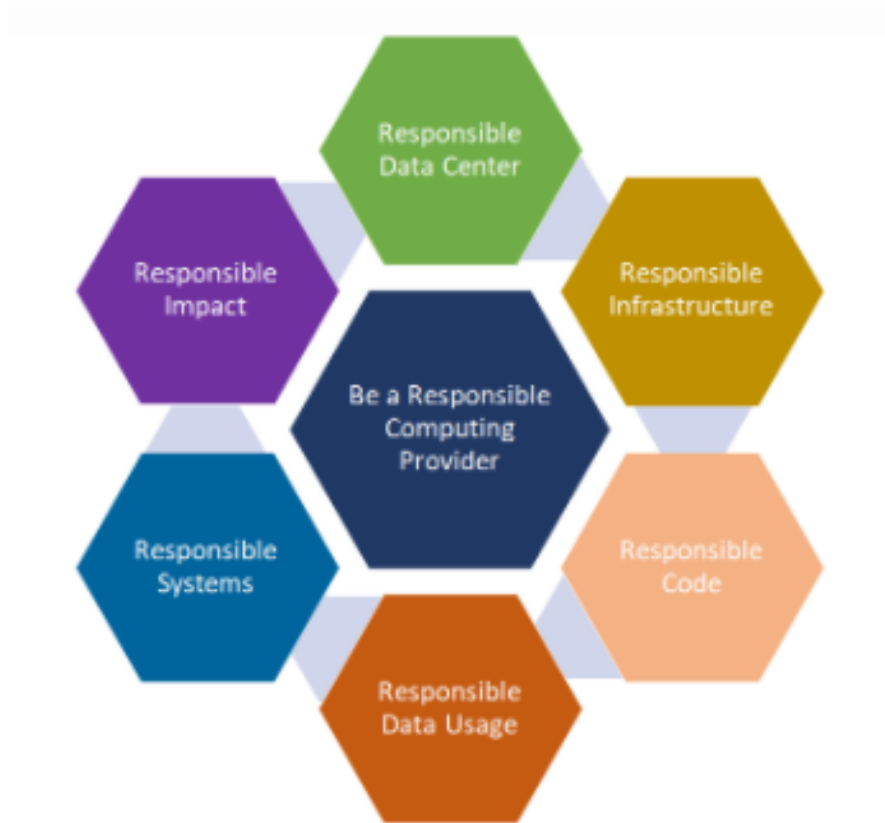 Responsible
Data Center
Responsible
Infrastructure
Responsible
Code
Responsible
Data Usage
Responsible
Systems
Responsible
Impact
Be a Responsible
Computing
Provider